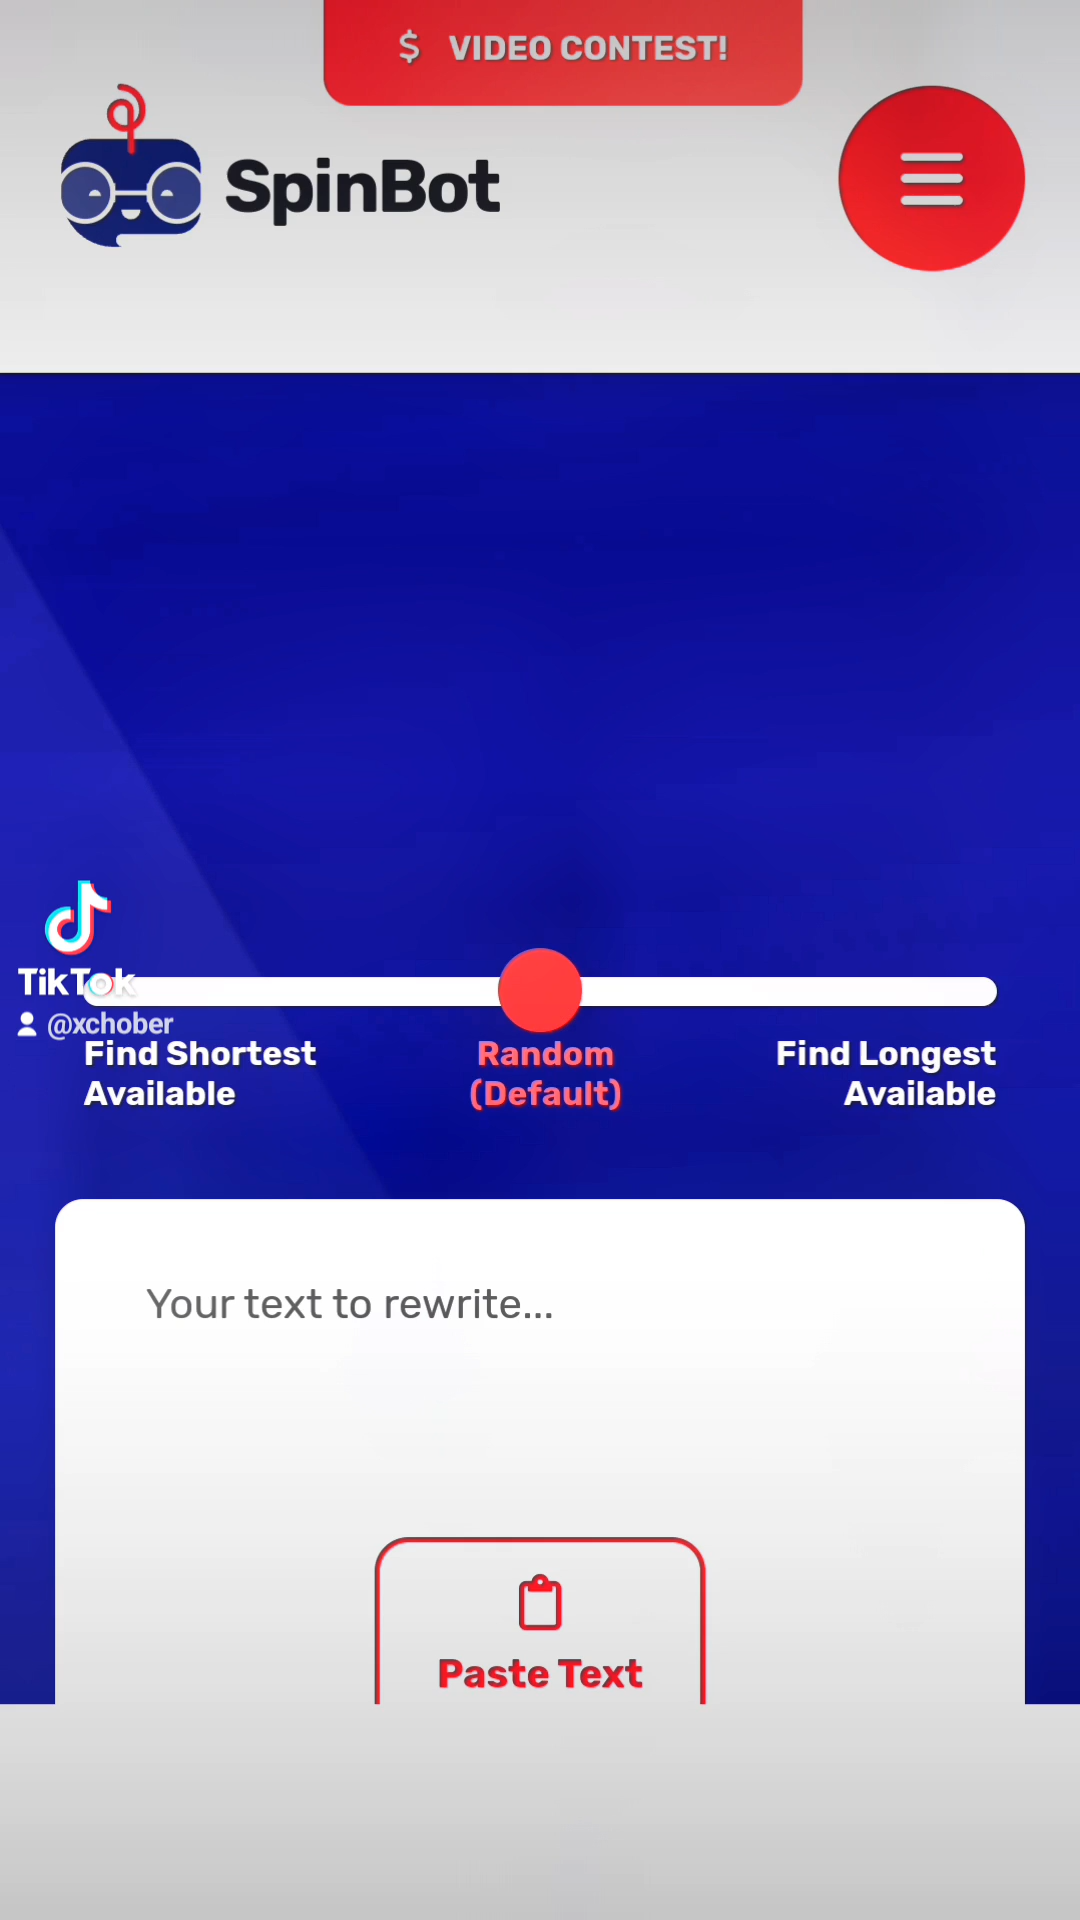 $ VIDEO CONTEST!
SpinBot
TikTok
@xchober
Find Shortest
Available
Random
(Default)
Find Longest
Available
Your text to rewrite...
Paste Text